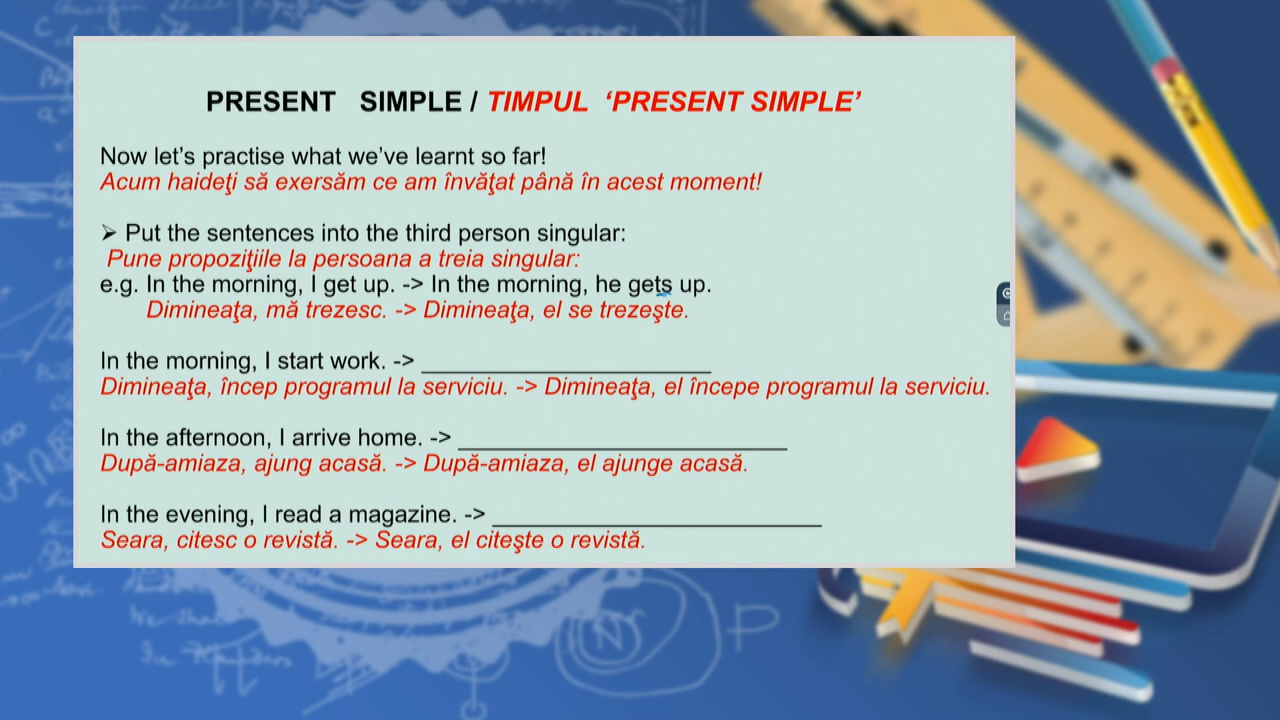 PRESENT SIMPLE / TIMPUL ‘PRESENT SIMPLE’
Now let’s practise what we’ve learnt so far!
Acum haideţi să exersăm ce am învăţat până în acest moment!
➢ Put the sentences into the third person singular:
Pune propoziţiile la persoana a treia singular:
e.g. In the morning, I get up. -> In the morning, he gets up.
Dimineaţa, mă trezesc. -> Dimineaţa, el se trezeşte.
In the morning, I start work. -> ______________________
Dimineaţa, încep programul la serviciu. -> Dimineaţa, el începe programul la serviciu.
In the afternoon, I arrive home. -> _________________________
După-amiaza, ajung acasă. -> După-amiaza, el ajunge acasă.
In the evening, I read a magazine. -> _________________________
Seara, citesc o revistă. -> Seara, el citeşte o revistă.
N
P